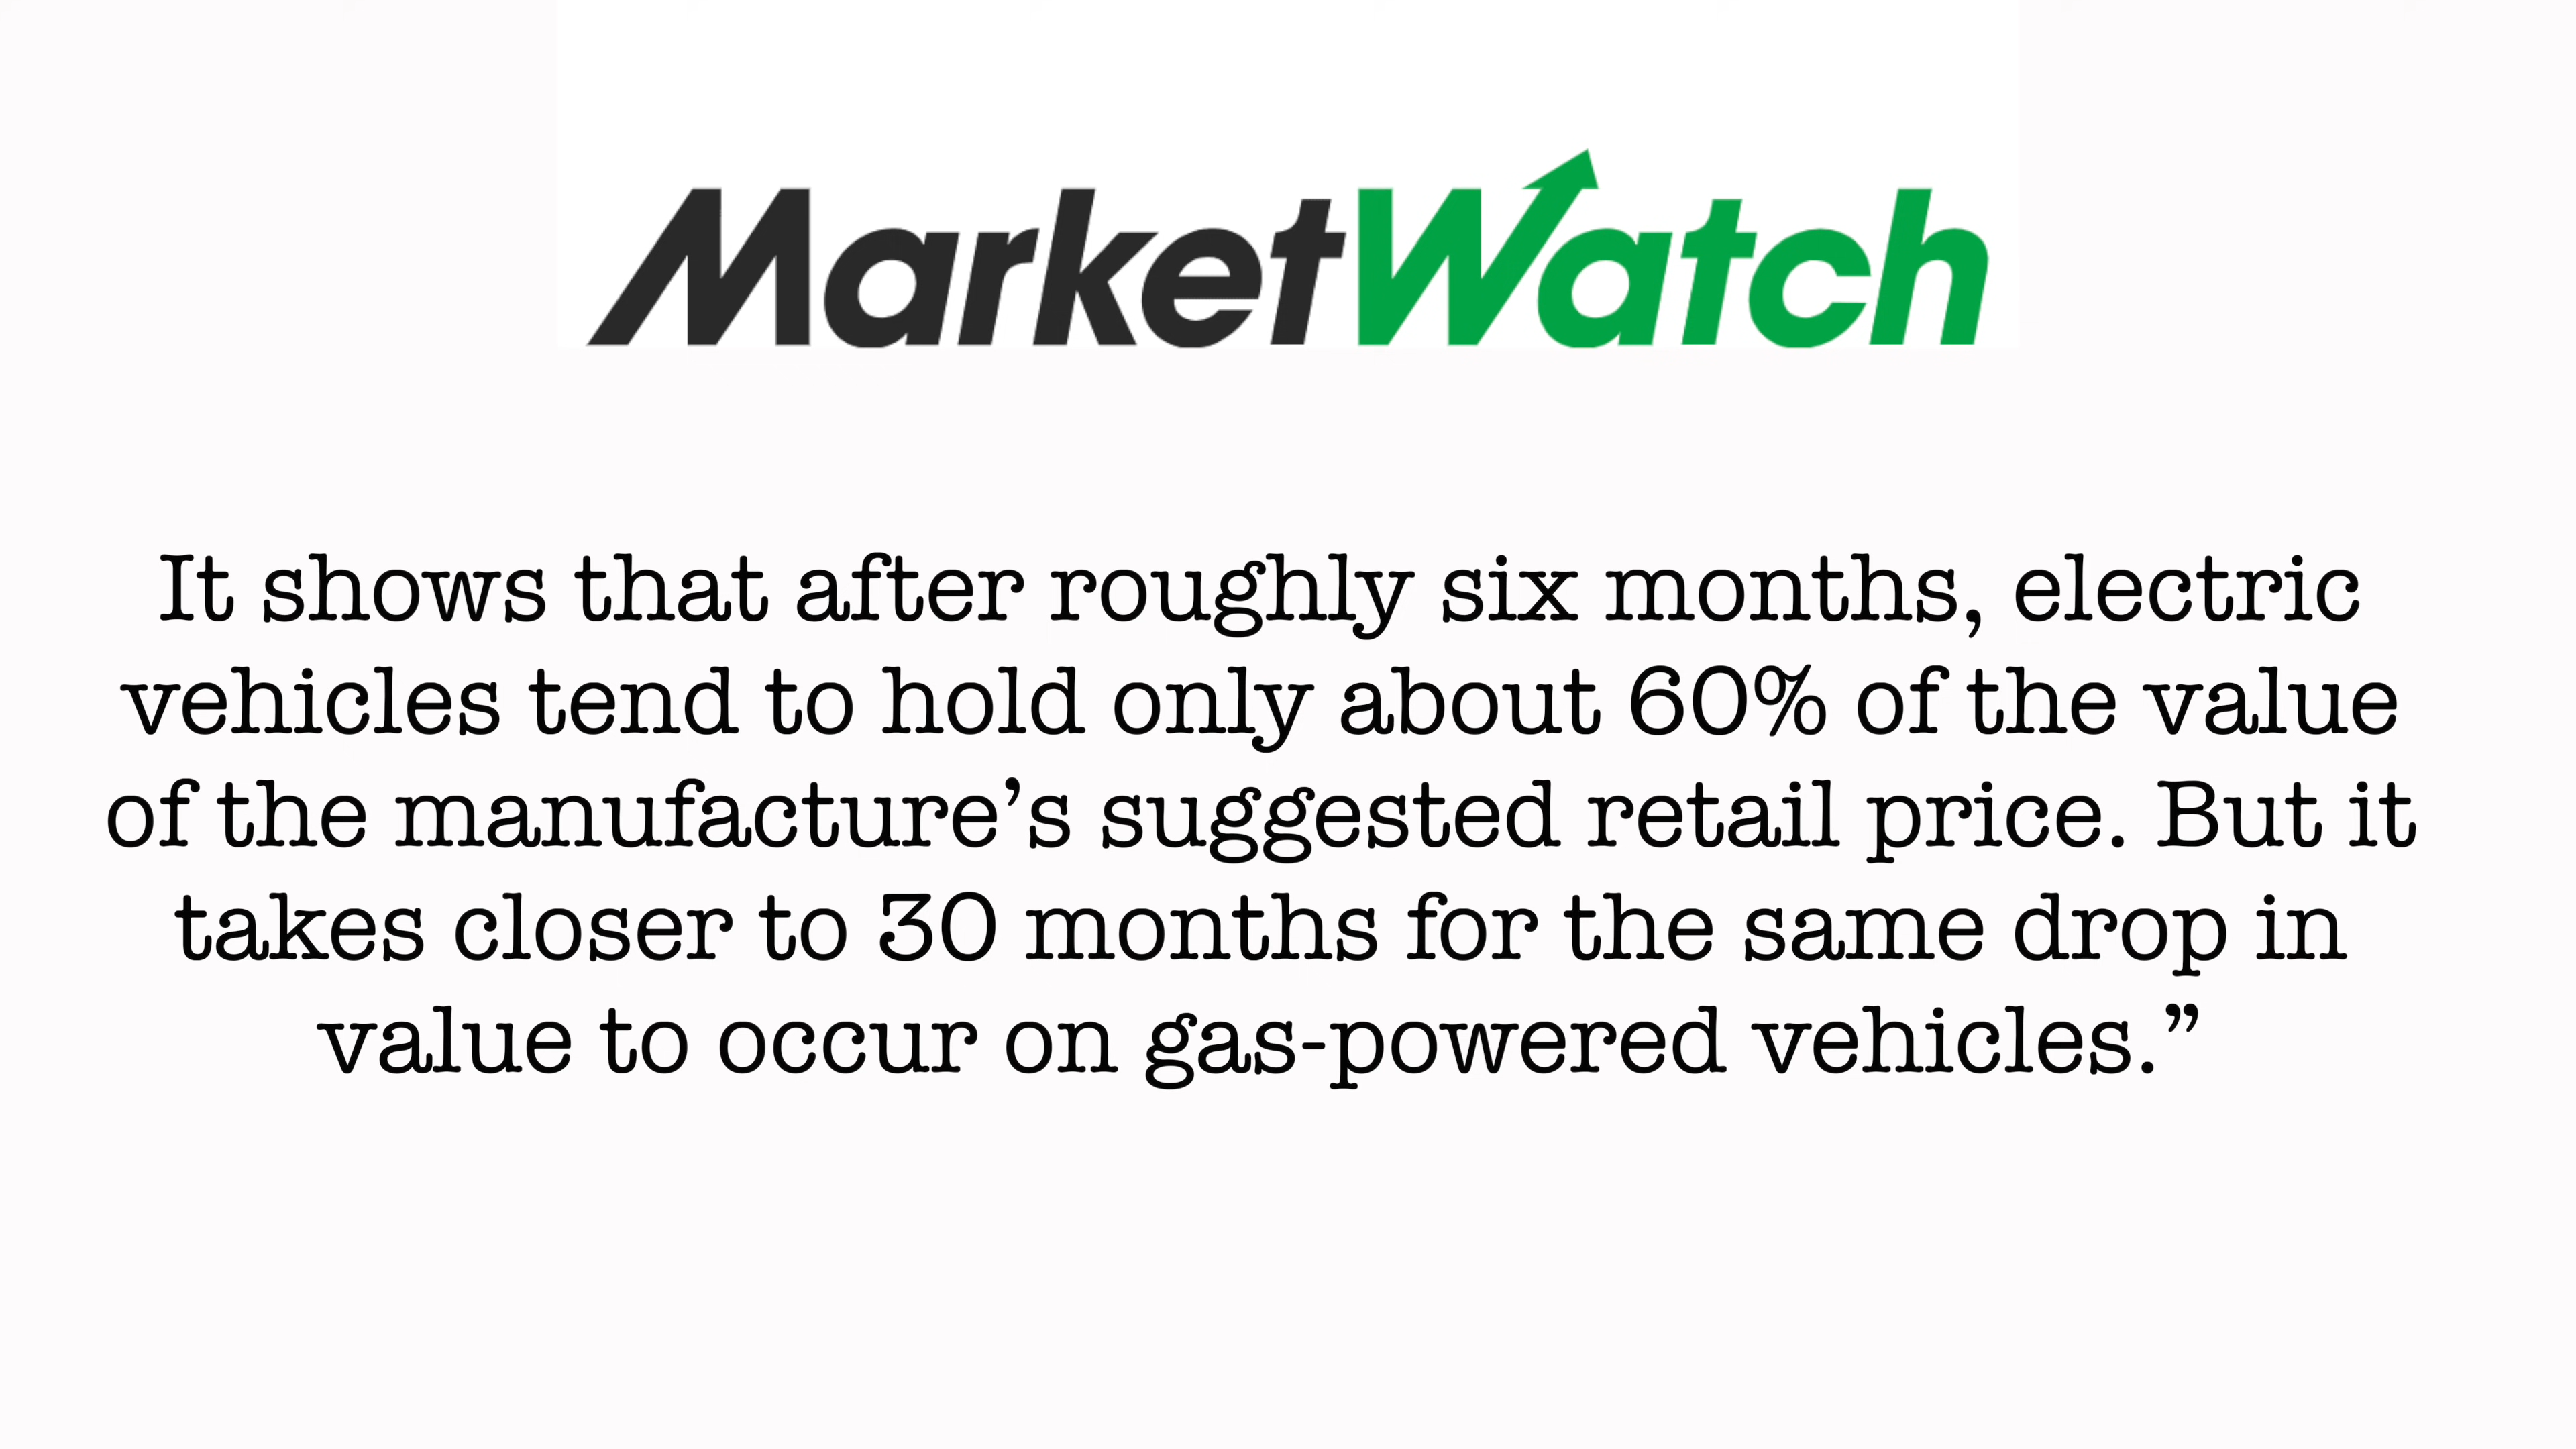 MarketWatch
It shows that after roughly six months, electric
vehicles tend to hold only about 60% of the value
of the manufacture’s suggested retail price. But it
takes closer to 30 months for the same drop in
value to occur on gas-powered vehicles.”